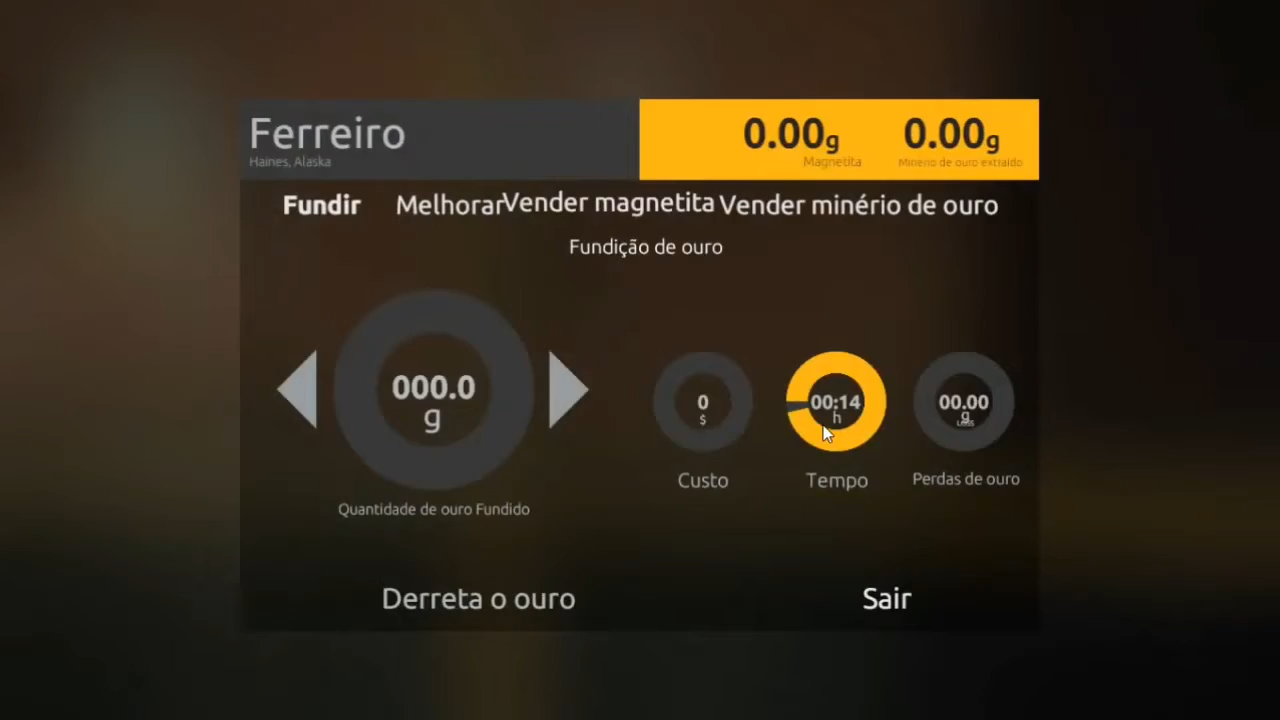 Ferreiro
Haines, Alaska
0.00g
Magnetita
0.00g
Minério de ouro extraído
Fundir
Melhorar
Vender magnetita
Vender minério de ouro
Fundição de ouro
000.0
g
Quantidade de ouro Fundido
0
$
Custo
00:14
h
Tempo
00.00
g
Loss
Perdas de ouro
Derreta o ouro
Sair